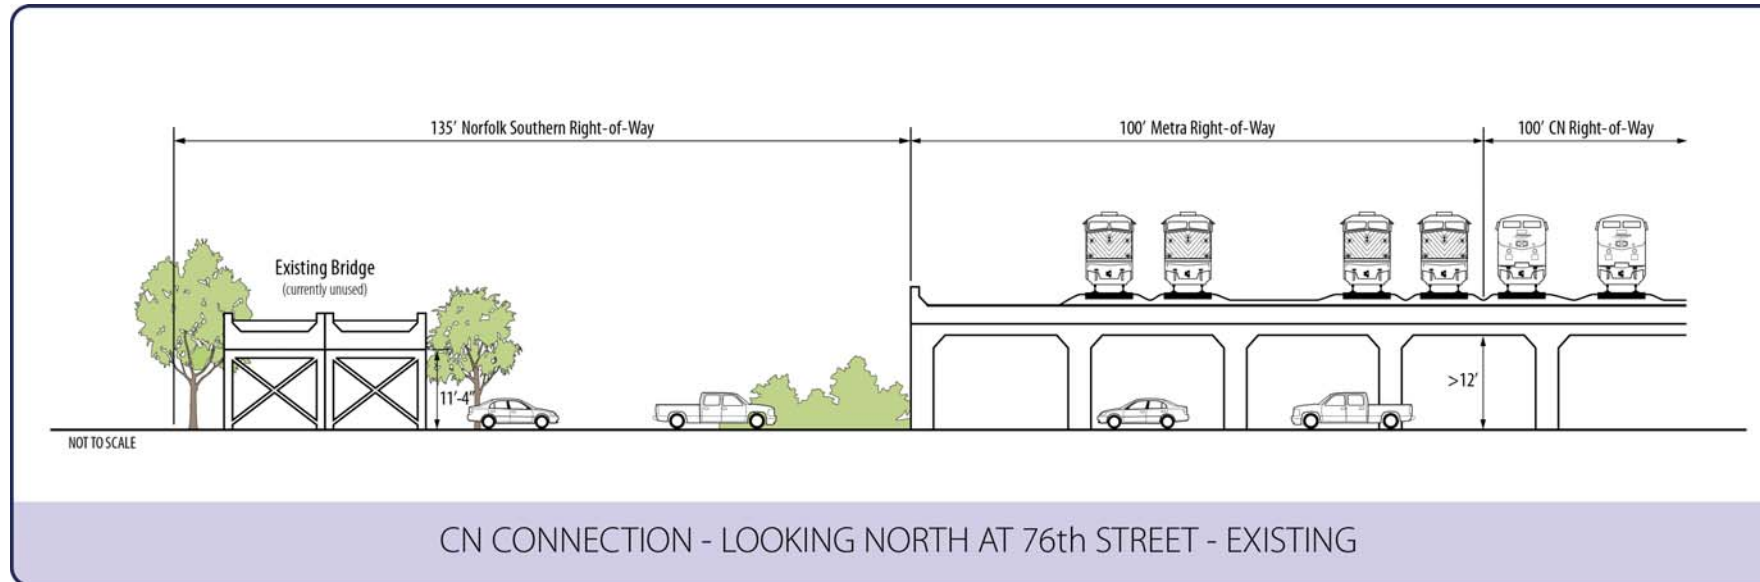 135' Norfolk Southern Right-of-Way
100' Metra Right-of-Way
100' CN Right-of-Way
Existing Bridge
(currently unused)
11'-4"
>12'
NOT TO SCALE
CN CONNECTION - LOOKING NORTH AT 76th STREET - EXISTING